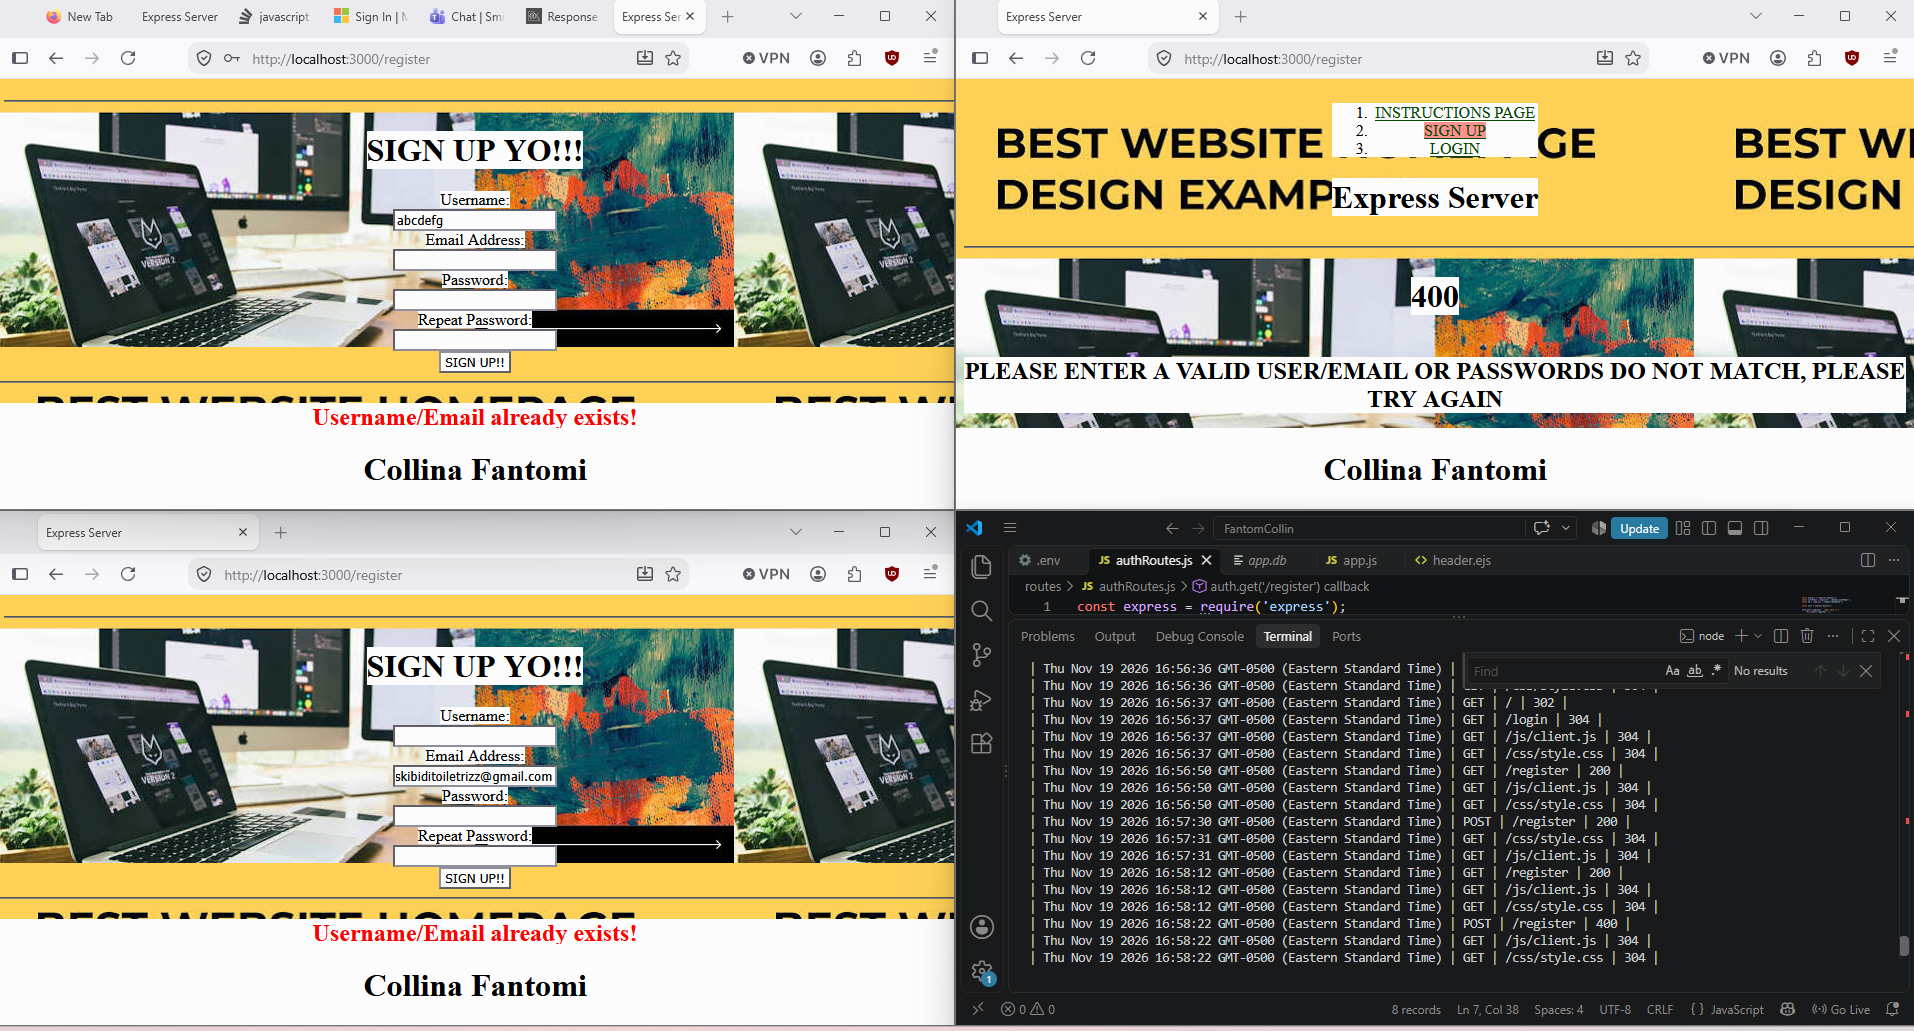 New Tab
Express Server
javascript
Sign In | M
Chat | Smi
Response
Express Ser
http://localhost:3000/register
VPN
SIGN UP YO!!!
Username:
abcdefg
Email Address:
Password:
Repeat Password:
SIGN UP!!
Username/Email already exists!
Collina Fantomi
Express Server
http://localhost:3000/register
VPN
1. INSTRUCTIONS PAGE
2. SIGN UP
3. LOGIN
BEST WEBSITE
GE
DESIGN EXAMP
BEST W
DESIGN
Express Server
400
PLEASE ENTER A VALID USER/EMAIL OR PASSWORDS DO NOT MATCH, PLEASE
TRY AGAIN
Collina Fantomi
Express Server
http://localhost:3000/register
VPN
SIGN UP YO!!!
Username:
Email Address:
skibiditoiletrizz@gmail.com
Password:
Repeat Password:
SIGN UP!!
Username/Email already exists!
Collina Fantomi
FantomCollin
Update
.env
JS authRoutes.js
app.db
JS app.js
header.ejs
routes > JS authRoutes.js > auth.get('/register') callback
1 const express = require('express');
Problems
Output
Debug Console
Terminal
Ports
node
Find
Aa
ab
No results
| Thu Nov 19 2026 16:56:36 GMT-0500 (Eastern Standard Time) |
| Thu Nov 19 2026 16:56:36 GMT-0500 (Eastern Standard Time) |
| Thu Nov 19 2026 16:56:37 GMT-0500 (Eastern Standard Time) | GET | / | 302 |
| Thu Nov 19 2026 16:56:37 GMT-0500 (Eastern Standard Time) | GET | /login | 304 |
| Thu Nov 19 2026 16:56:37 GMT-0500 (Eastern Standard Time) | GET | /js/client.js | 304 |
| Thu Nov 19 2026 16:56:37 GMT-0500 (Eastern Standard Time) | GET | /css/style.css | 304 |
| Thu Nov 19 2026 16:56:50 GMT-0500 (Eastern Standard Time) | GET | /register | 200 |
| Thu Nov 19 2026 16:56:50 GMT-0500 (Eastern Standard Time) | GET | /js/client.js | 304 |
| Thu Nov 19 2026 16:56:50 GMT-0500 (Eastern Standard Time) | GET | /css/style.css | 304 |
| Thu Nov 19 2026 16:57:30 GMT-0500 (Eastern Standard Time) | POST | /register | 200 |
| Thu Nov 19 2026 16:57:31 GMT-0500 (Eastern Standard Time) | GET | /css/style.css | 304 |
| Thu Nov 19 2026 16:57:31 GMT-0500 (Eastern Standard Time) | GET | /js/client.js | 304 |
| Thu Nov 19 2026 16:58:12 GMT-0500 (Eastern Standard Time) | GET | /register | 200 |
| Thu Nov 19 2026 16:58:12 GMT-0500 (Eastern Standard Time) | GET | /js/client.js | 304 |
| Thu Nov 19 2026 16:58:12 GMT-0500 (Eastern Standard Time) | GET | /css/style.css | 304 |
| Thu Nov 19 2026 16:58:22 GMT-0500 (Eastern Standard Time) | POST | /register | 400 |
| Thu Nov 19 2026 16:58:22 GMT-0500 (Eastern Standard Time) | GET | /js/client.js | 304 |
| Thu Nov 19 2026 16:58:22 GMT-0500 (Eastern Standard Time) | GET | /css/style.css | 304 |
1
0
0
8 records
Ln 7, Col 38
Spaces: 4
UTF-8
CRLF
{ } JavaScript
Go Live